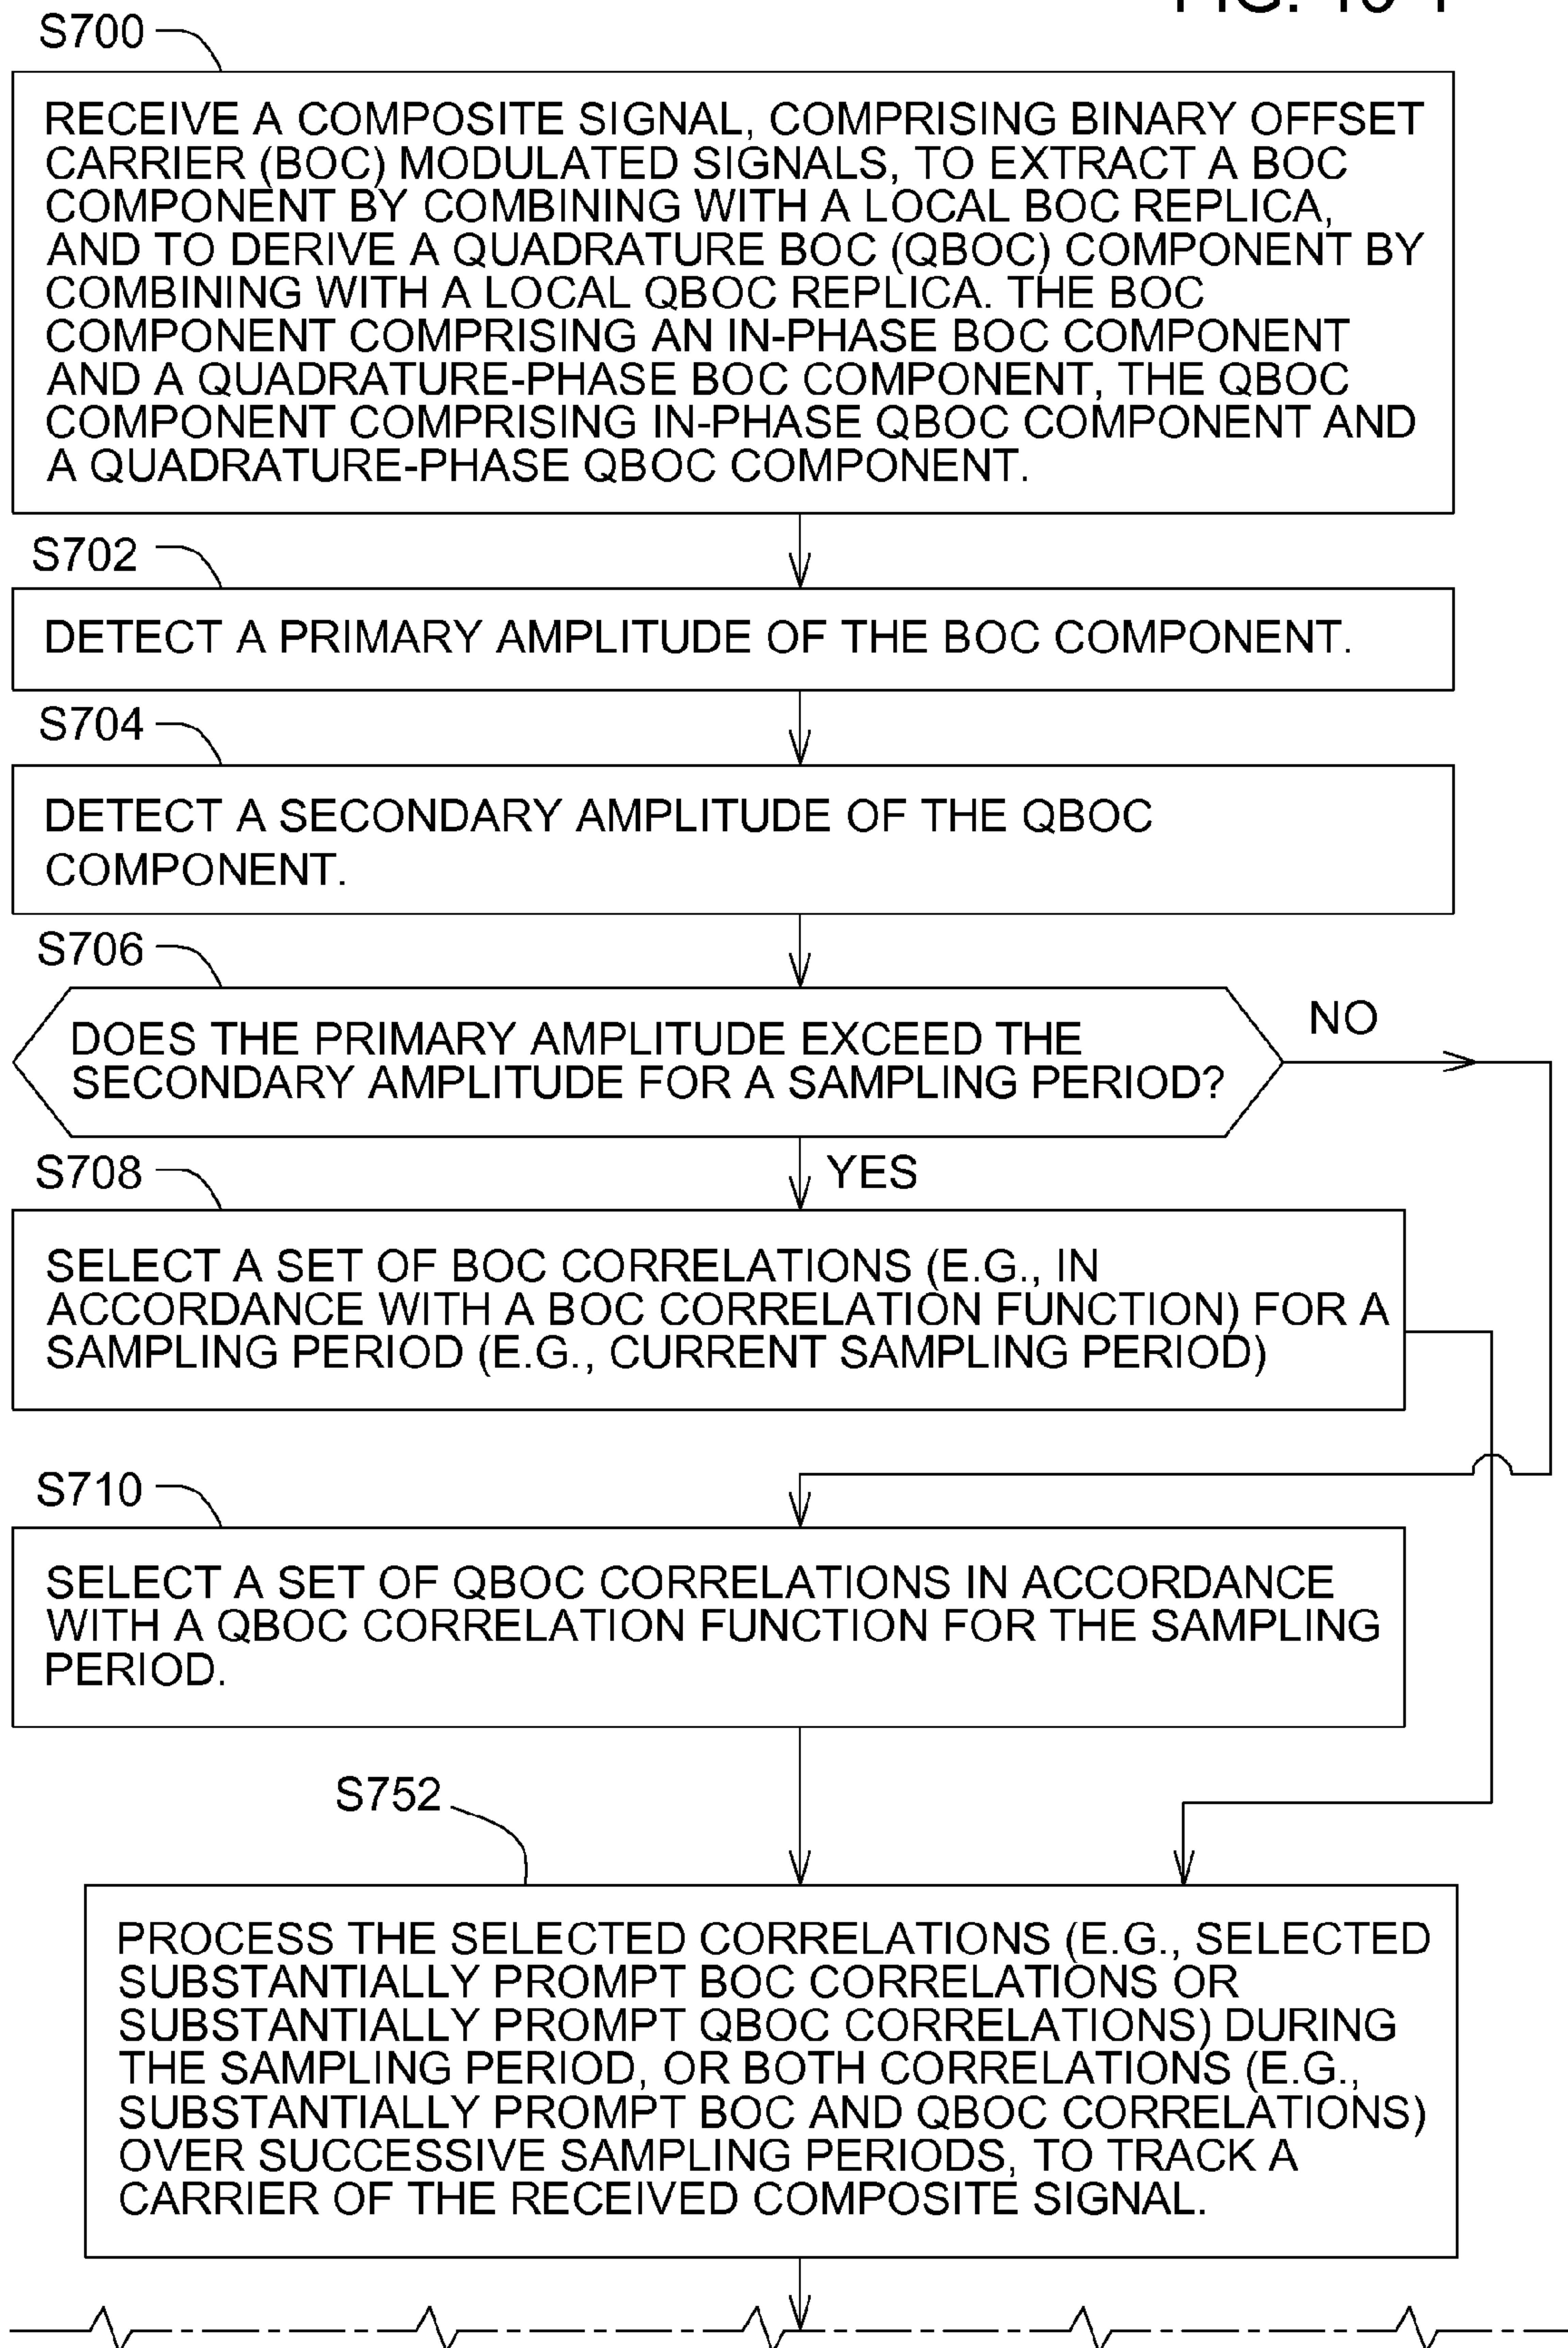 S700
RECEIVE A COMPOSITE SIGNAL, COMPRISING BINARY OFFSET
CARRIER (BOC) MODULATED SIGNALS, TO EXTRACT A BOC
COMPONENT BY COMBINING WITH A LOCAL BOC REPLICA,
AND TO DERIVE A QUADRATURE BOC (QBOC) COMPONENT BY
COMBINING WITH A LOCAL QBOC REPLICA. THE BOC
COMPONENT COMPRISING AN IN-PHASE BOC COMPONENT
AND A QUADRATURE-PHASE BOC COMPONENT, THE QBOC
COMPONENT COMPRISING IN-PHASE QBOC COMPONENT AND
A QUADRATURE-PHASE QBOC COMPONENT.
S702
DETECT A PRIMARY AMPLITUDE OF THE BOC COMPONENT.
S704
DETECT A SECONDARY AMPLITUDE OF THE QBOC
COMPONENT.
S706
DOES THE PRIMARY AMPLITUDE EXCEED THE
SECONDARY AMPLITUDE FOR A SAMPLING PERIOD?
NO
YES
S708
SELECT A SET OF BOC CORRELATIONS (E.G., IN
ACCORDANCE WITH A BOC CORRELATION FUNCTION) FOR A
SAMPLING PERIOD (E.G., CURRENT SAMPLING PERIOD)
S710
SELECT A SET OF QBOC CORRELATIONS IN ACCORDANCE
WITH A QBOC CORRELATION FUNCTION FOR THE SAMPLING
PERIOD.
S752
PROCESS THE SELECTED CORRELATIONS (E.G., SELECTED
SUBSTANTIALLY PROMPT BOC CORRELATIONS OR
SUBSTANTIALLY PROMPT QBOC CORRELATIONS) DURING
THE SAMPLING PERIOD, OR BOTH CORRELATIONS (E.G.,
SUBSTANTIALLY PROMPT BOC AND QBOC CORRELATIONS)
OVER SUCCESSIVE SAMPLING PERIODS, TO TRACK A
CARRIER OF THE RECEIVED COMPOSITE SIGNAL.